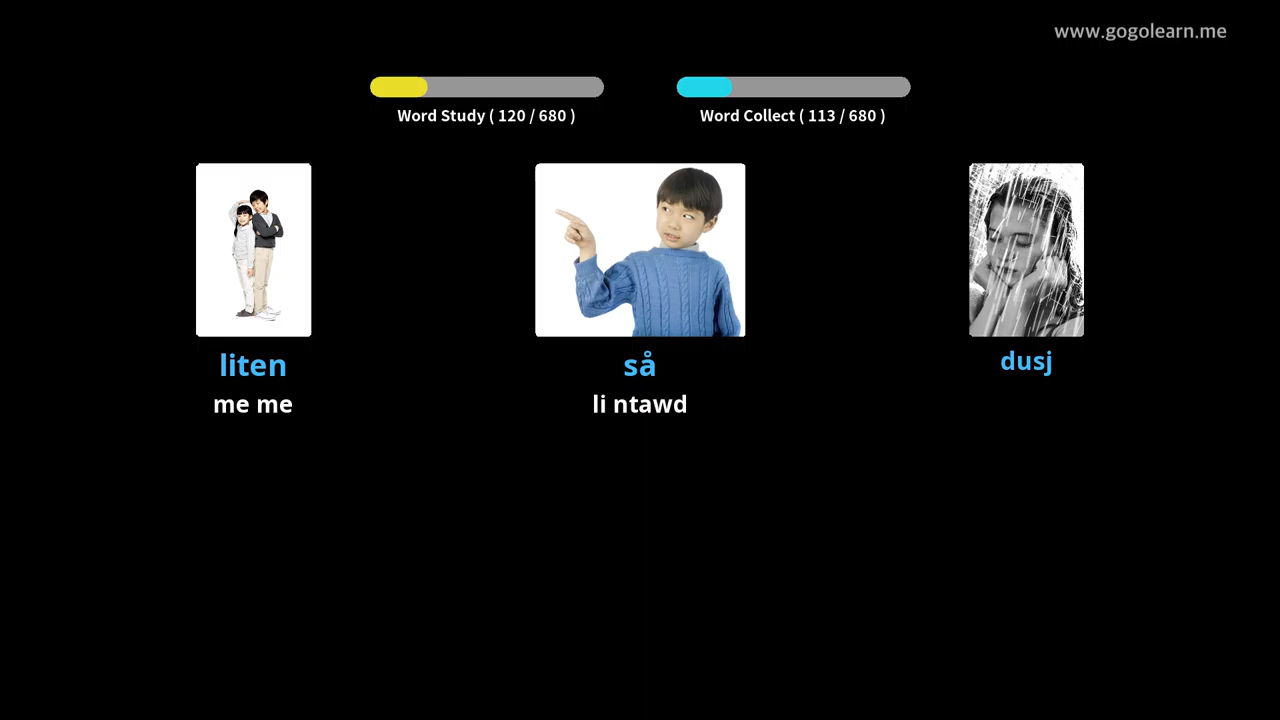 www.gogolearn.me
Word Study ( 120 / 680 )
Word Collect ( 113 / 680 )
liten
me me
så
li ntawd
dusj